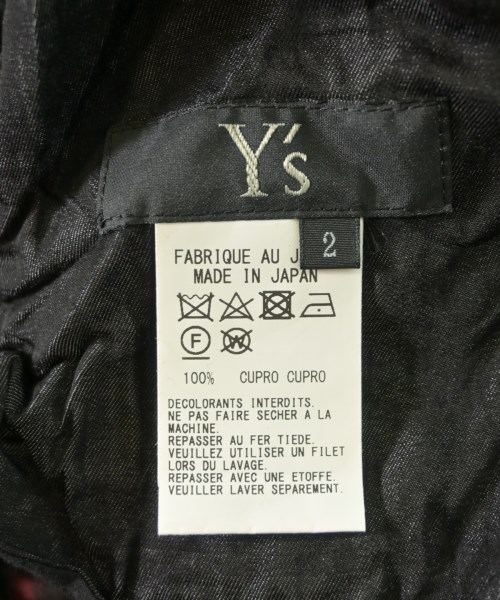 Y's
2
FABRIQUE AU J
MADE IN JAPAN
F
W
100% CUPRO CUPRO
DECOLORANTS INTERDITS.
NE PAS FAIRE SECHER A LA
MACHINE.
REPASSER AU FER TIEDE.
VEUILLEZ UTILISER UN FILET
LORS DU LAVAGE.
REPASSER AVEC UNE ETOFFE.
VEUILLER LAVER SEPAREMENT.